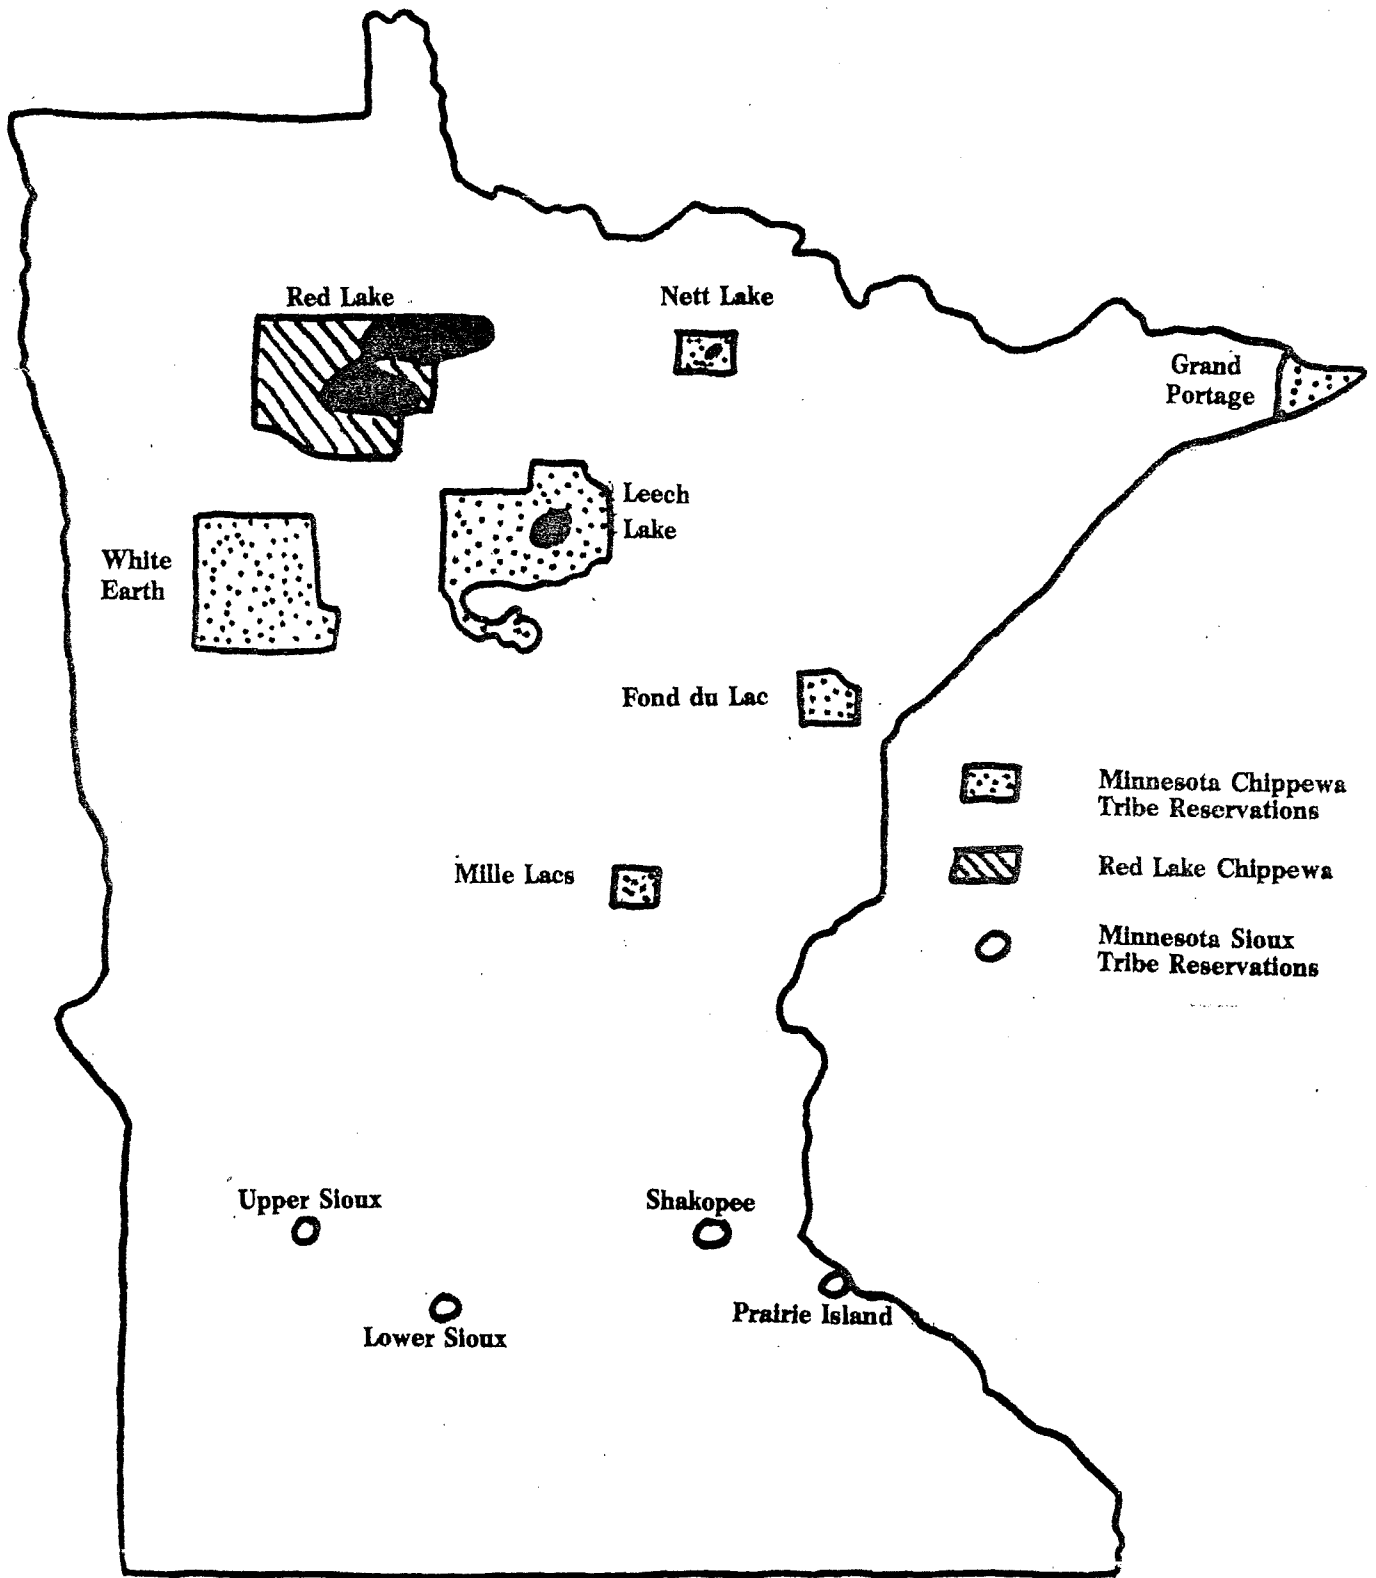 Red Lake
Nett Lake
Grand
Portage
Leech
Lake
White
Earth
Fond du Lac
Minnesota Chippewa
Tribe Reservations
Mille Lacs
Red Lake Chippewa
Minnesota Sioux
Tribe Reservations
Upper Sioux
Shakopee
Prairie Island
Lower Sioux